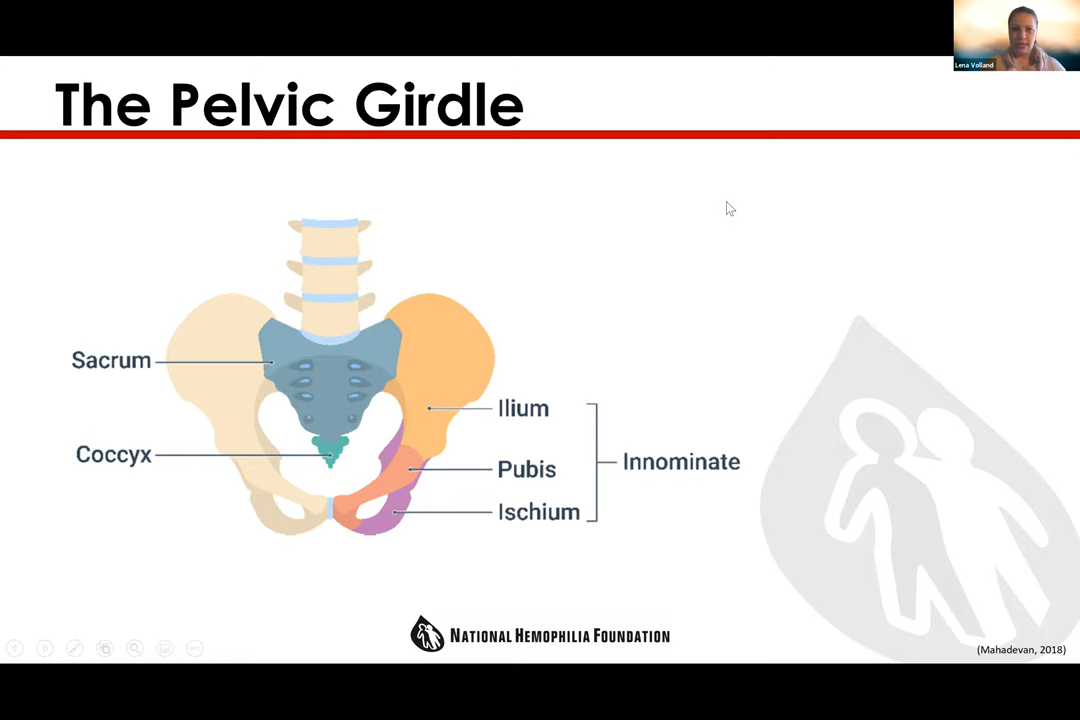 Lena Volland
The Pelvic Girdle
Sacrum
Coccyx
Ilium
Pubis
Ischium
Innominate
National Hemophilia Foundation
(Mahadevan, 2018)